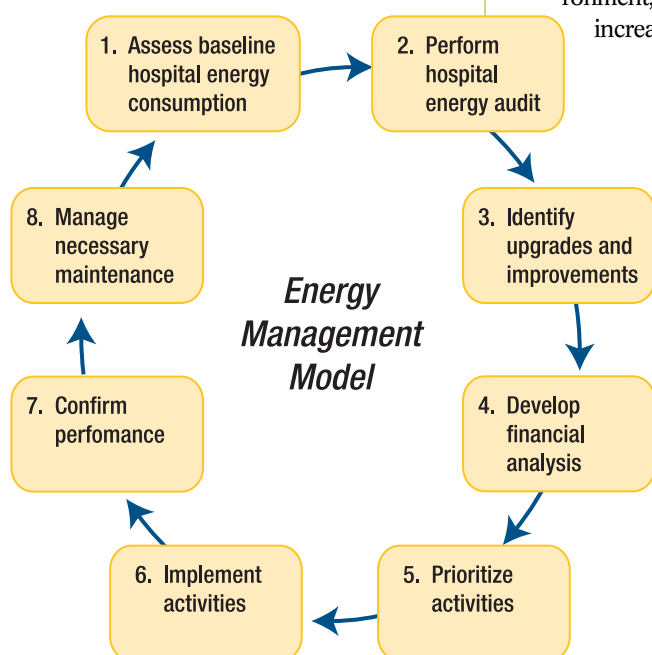 ronment,
increa
1. Assess baseline
hospital energy
consumption
2. Perform
hospital
energy audit
3. Identify
upgrades and
improvements
4. Develop
financial
analysis
5. Prioritize
activities
6. Implement
activities
7. Confirm
perfomance
8. Manage
necessary
maintenance
Energy
Management
Model